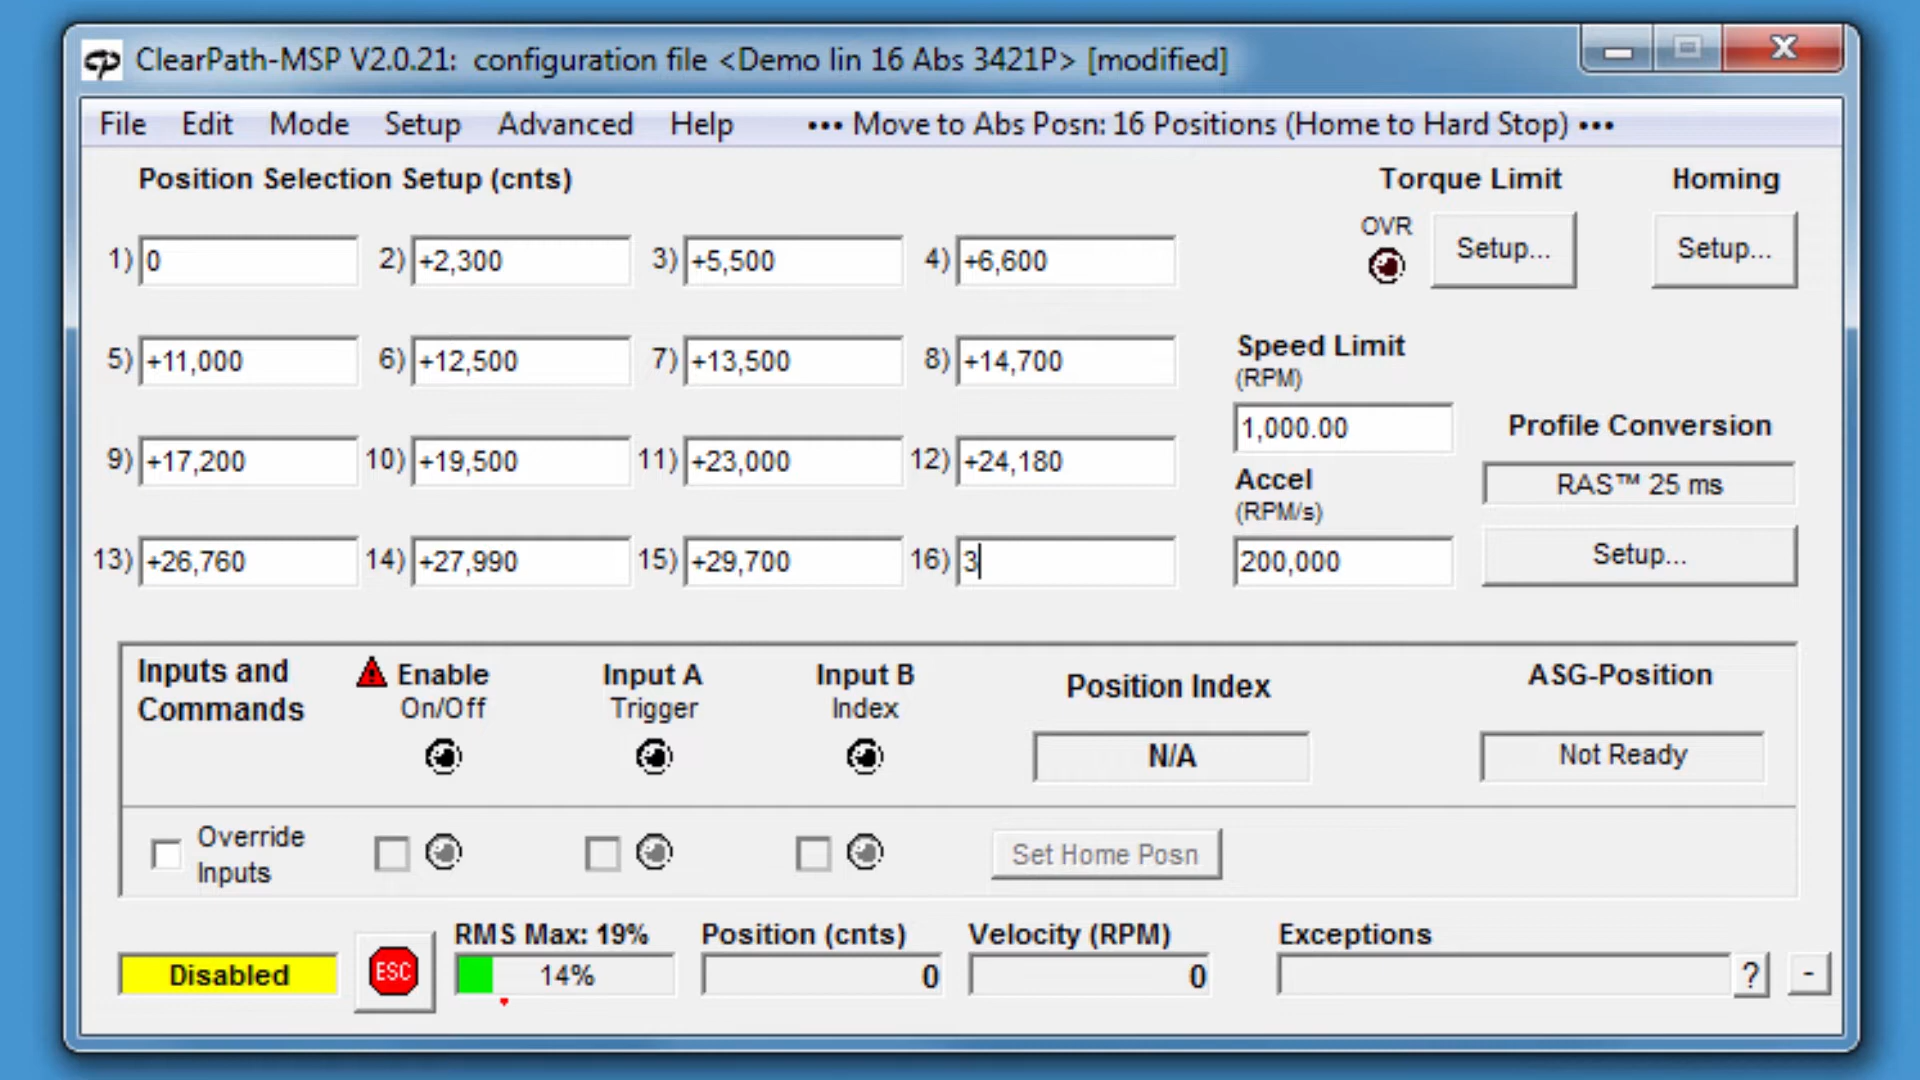 ClearPath-MSP V2.0.21: configuration file <Demo lin 16 Abs 3421P> [modified]
File Edit Mode Setup Advanced Help ••• Move to Abs Posn: 16 Positions (Home to Hard Stop) •••
Position Selection Setup (cnts)
Torque Limit Homing
OVR Setup... Setup...
1) 0 2) +2,300 3) +5,500 4) +6,600
5) +11,000 6) +12,500 7) +13,500 8) +14,700
Speed Limit
(RPM)
1,000.00
Profile Conversion
9) +17,200 10) +19,500 11) +23,000 12) +24,180
Accel
(RPM/s)
RAS™ 25 ms
13) +26,760 14) +27,990 15) +29,700 16) 3
200,000
Setup...
Inputs and
Commands
Enable
On/Off
Input A
Trigger
Input B
Index
Position Index
N/A
ASG-Position
Not Ready
Override
Inputs
Set Home Posn
Disabled
ESC
RMS Max: 19%
14%
Position (cnts)
0
Velocity (RPM)
0
Exceptions
? -